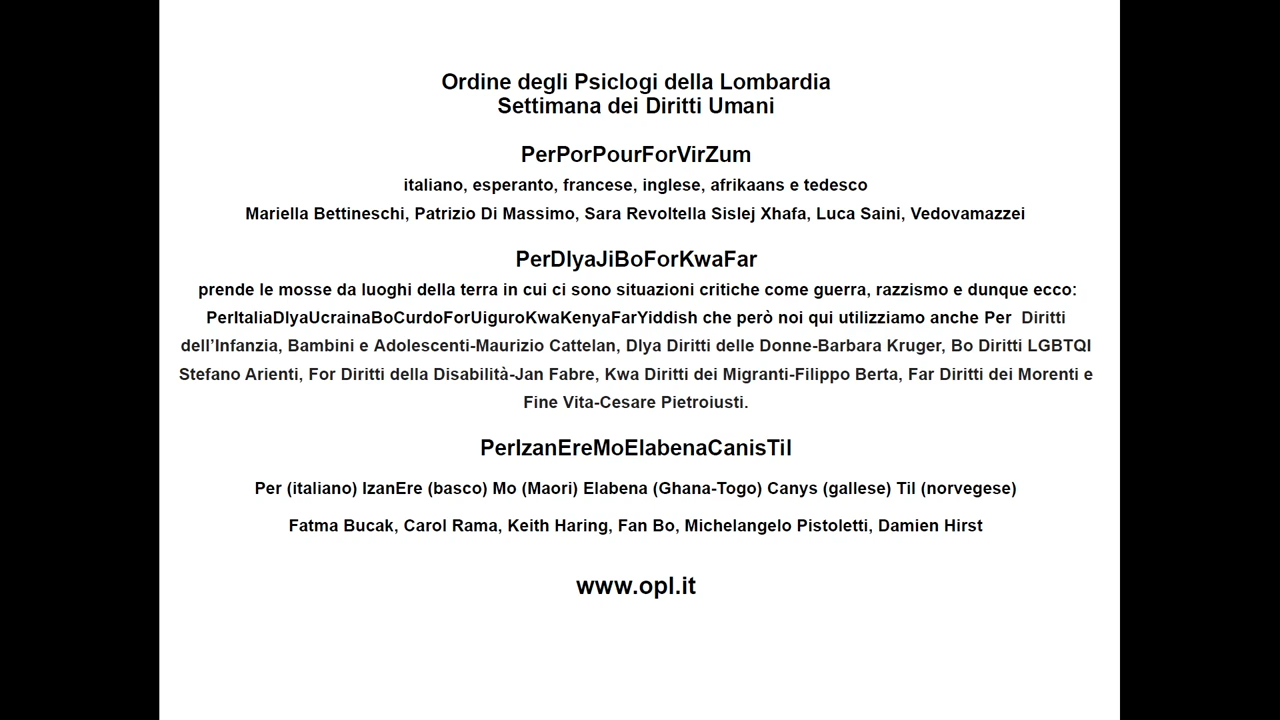 Ordine degli Psiclogi della Lombardia
Settimana dei Diritti Umani
PerPorPourForVirZum
italiano, esperanto, francese, inglese, afrikaans e tedesco
Mariella Bettineschi, Patrizio Di Massimo, Sara Revoltella Sislej Xhafa, Luca Saini, Vedovamazzei
PerDlyaJiBoForKwaFar
prende le mosse da luoghi della terra in cui ci sono situazioni critiche come guerra, razzismo e dunque ecco:
PerItaliaDlyaUcrainaBoCurdoForUiguroKwaKenyaFarYiddish che però noi qui utilizziamo anche Per Diritti
dell’Infanzia, Bambini e Adolescenti-Maurizio Cattelan, Dlya Diritti delle Donne-Barbara Kruger, Bo Diritti LGBTQI
Stefano Arienti, For Diritti della Disabilità-Jan Fabre, Kwa Diritti dei Migranti-Filippo Berta, Far Diritti dei Morenti e
Fine Vita-Cesare Pietroiusti.
PerIzanEreMoElabenaCanisTil
Per (italiano) IzanEre (basco) Mo (Maori) Elabena (Ghana-Togo) Canys (gallese) Til (norvegese)
Fatma Bucak, Carol Rama, Keith Haring, Fan Bo, Michelangelo Pistoletti, Damien Hirst
www.opl.it